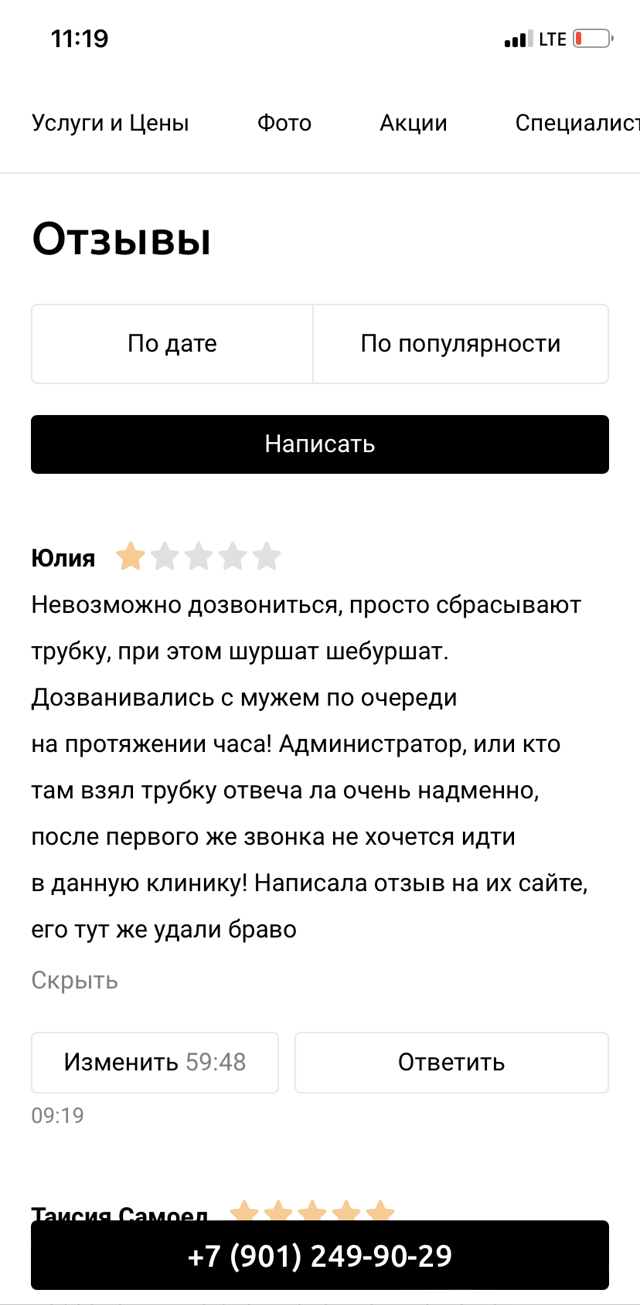 11:19 LTE
Услуги и Цены Фото Акции Специалист
Отзывы
По дате По популярности
Написать
Юлия
Невозможно дозвониться, просто сбрасывают
трубку, при этом шуршат шебуршат.
Дозванивались с мужем по очереди
на протяжении часа! Администратор, или кто
там взял трубку отвеча ла очень надменно,
после первого же звонка не хочется идти
в данную клинику! Написала отзыв на их сайте,
его тут же удали браво
Скрыть
Изменить 59:48 Ответить
09:19
Таисия Самоед
+7 (901) 249-90-29